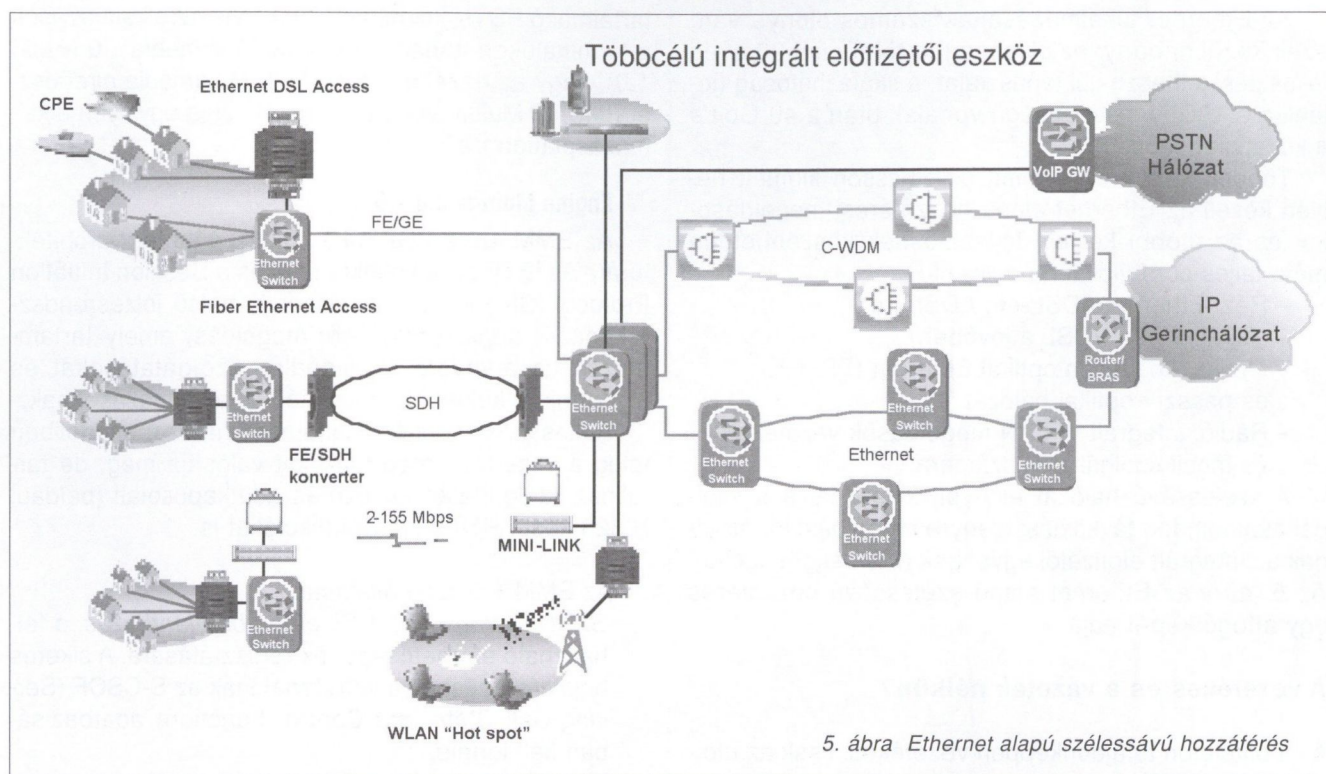 Többcélú integrált előfizetői eszköz
CPE
Ethernet DSL Access
Ethernet
Switch
Fiber Ethernet Access
FE/GE
VoIP GW
PSTN
Hálózat
C-WDM
IP
Gerinchálózat
Router/
BRAS
Ethernet
Switch
FE/SDH
konverter
SDH
Ethernet
Switch
Ethernet
Switch
Ethernet
Switch
Ethernet
Switch
Ethernet
Switch
Ethernet
2-155 Mbps
MINI-LINK
Ethernet
Switch
WLAN "Hot spot"
5. ábra Ethernet alapú szélessávú hozzáférés